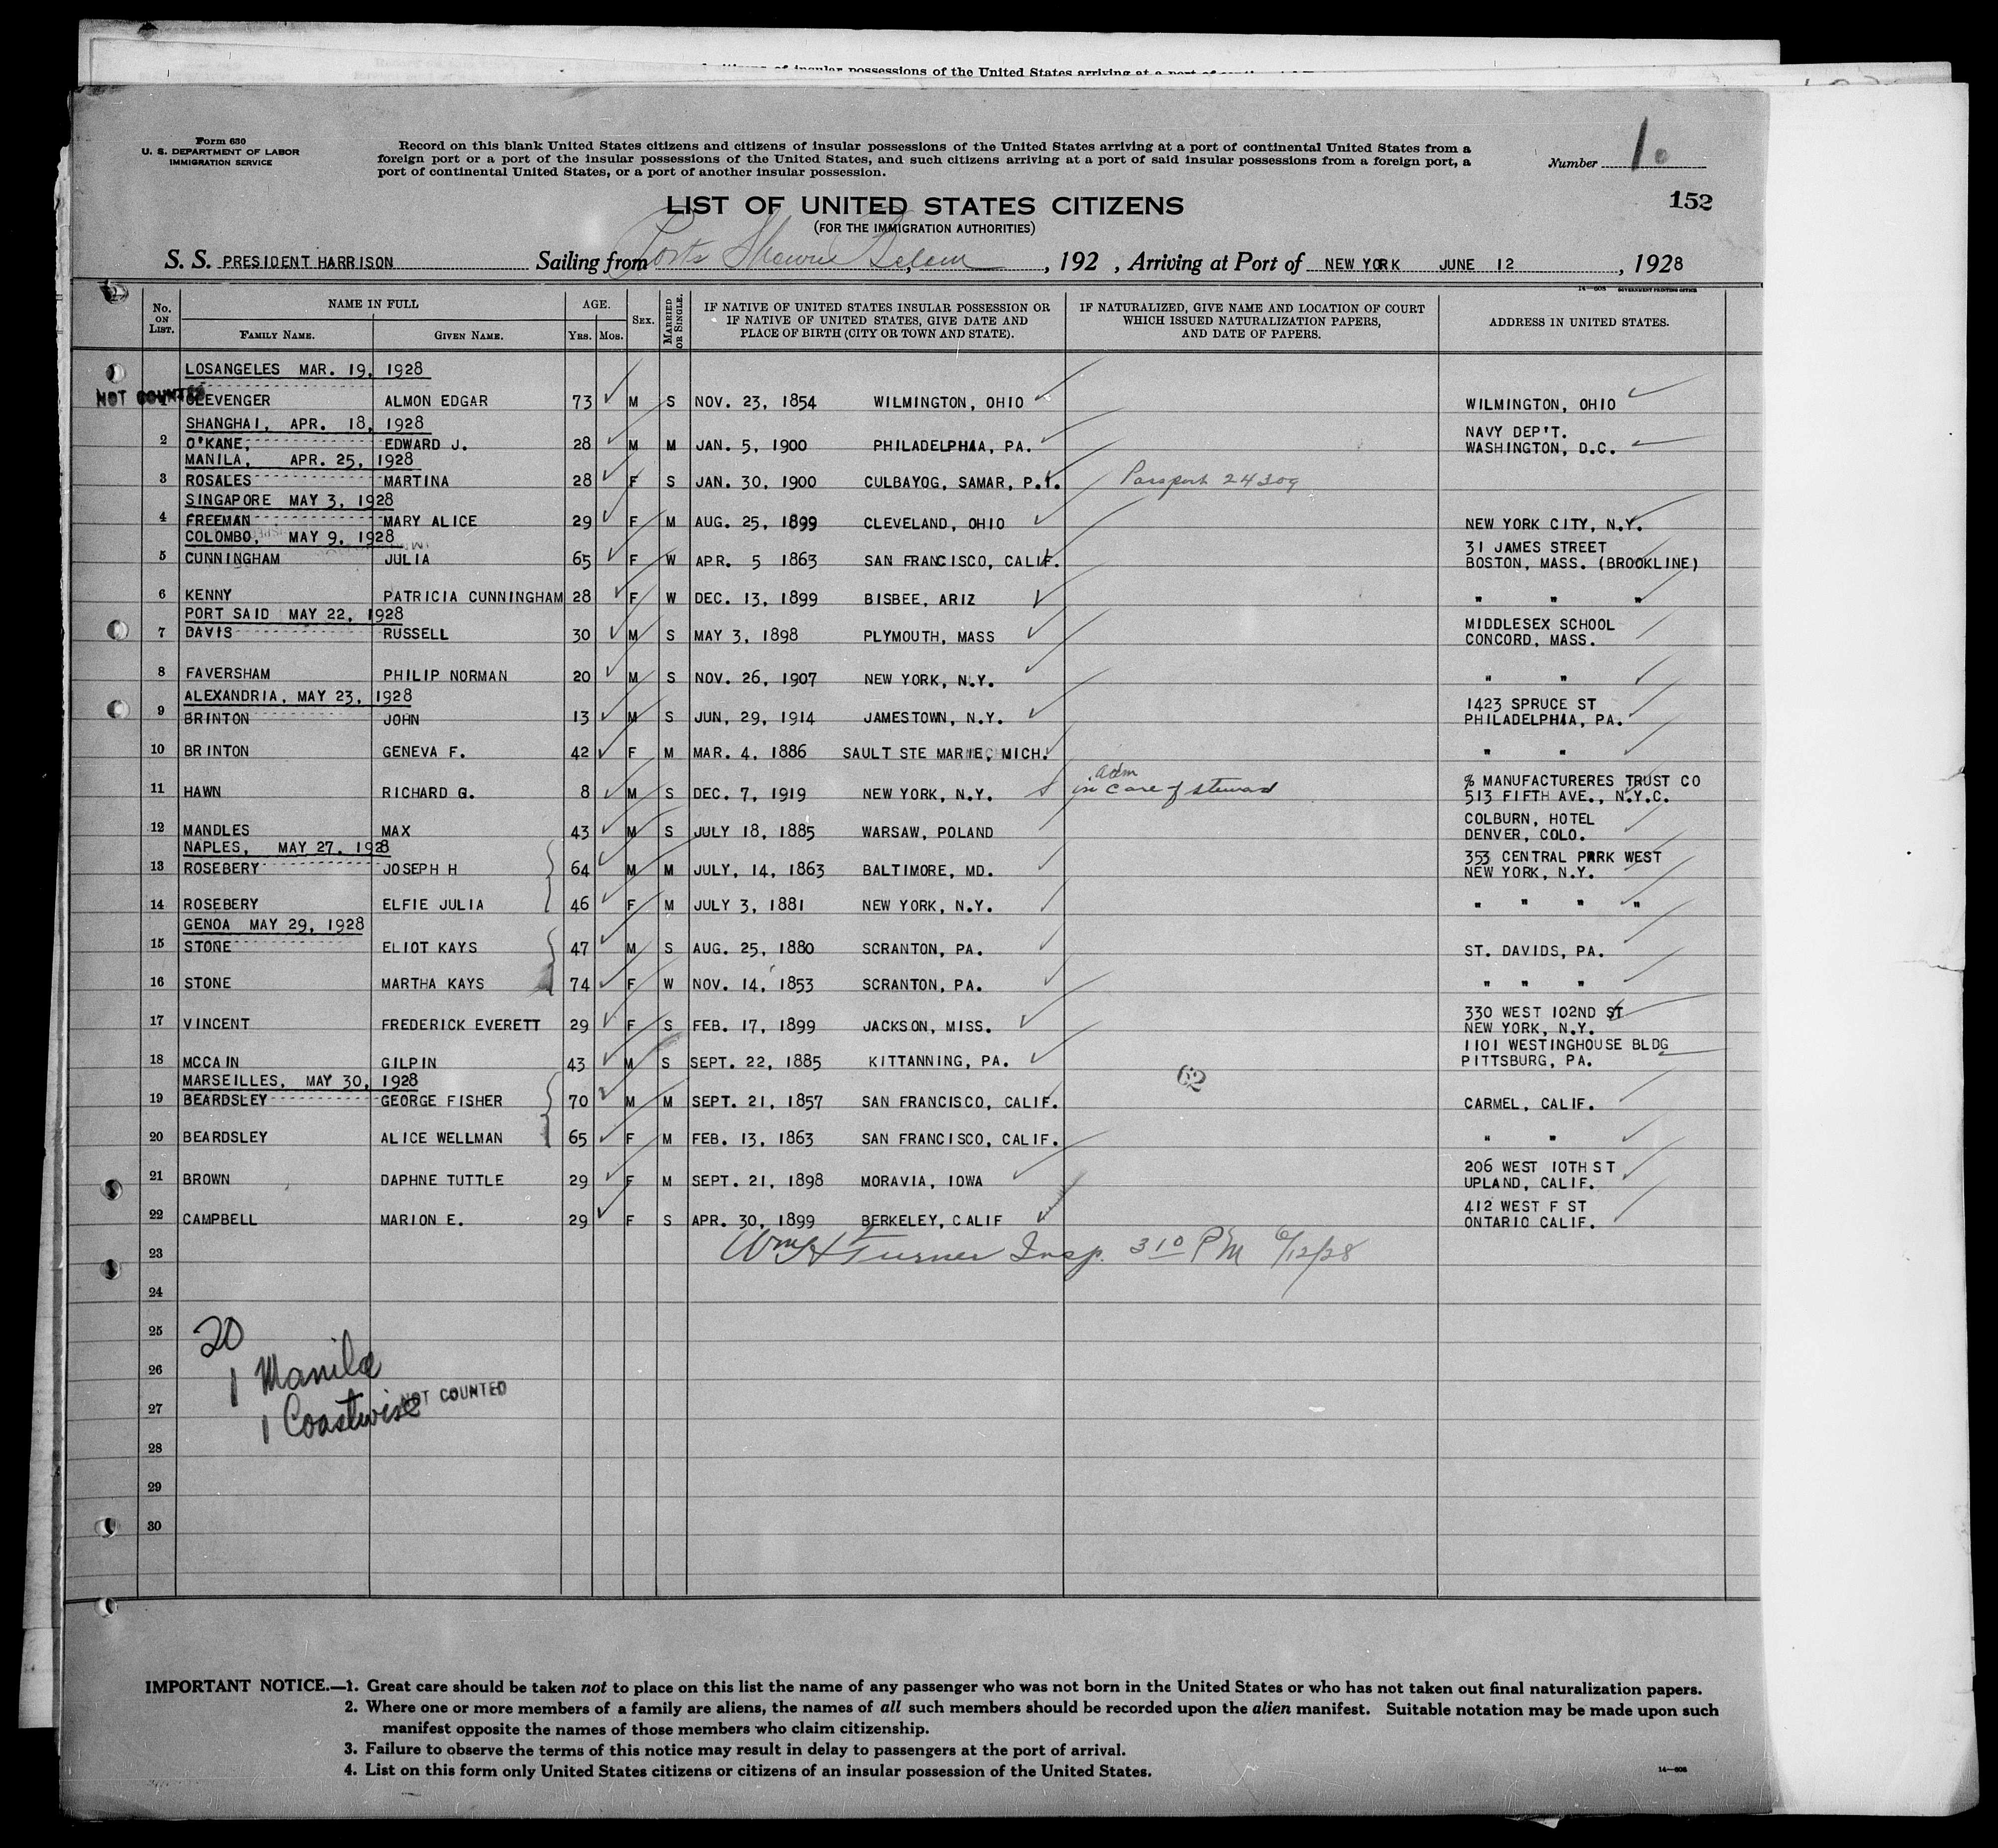 citizens of insular possessions of the United States arriving at a port of
Form 630
U. S. DEPARTMENT OF LABOR
IMMIGRATION SERVICE
Record on this blank United States citizens and citizens of insular possessions of the United States arriving at a port of continental United States from a
foreign port or a port of the insular possessions of the United States, and such citizens arriving at a port of said insular possessions from a foreign port, a
port of continental United States, or a port of another insular possession.
Number 1
152
LIST OF UNITED STATES CITIZENS
(FOR THE IMMIGRATION AUTHORITIES)
S. S. PRESIDENT HARRISON Sailing from Ports Shown Below, , 192 , Arriving at Port of NEW YORK JUNE 12 , 1928
14—608 GOVERNMENT PRINTING OFFICE
No. ON LIST. NAME IN FULL AGE. SEX. MARRIED OR SINGLE. IF NATIVE OF UNITED STATES INSULAR POSSESSION OR IF NATIVE OF UNITED STATES, GIVE DATE AND PLACE OF BIRTH (CITY OR TOWN AND STATE). IF NATURALIZED, GIVE NAME AND LOCATION OF COURT WHICH ISSUED NATURALIZATION PAPERS, AND DATE OF PAPERS. ADDRESS IN UNITED STATES.
FAMILY NAME. GIVEN NAME. YRS. MOS.
LOSANGELES MAR. 19, 1928
NOT COUNTED
1 CLEVENGER ALMON EDGAR 73 M S NOV. 23, 1854 WILMINGTON, OHIO WILMINGTON, OHIO
SHANGHAI, APR. 18, 1928
NAVY DEP'T.
2 O'KANE, EDWARD J. 28 M M JAN. 5, 1900 PHILADELPHIA, PA. WASHINGTON, D.C.
MANILA, APR. 25, 1928
3 ROSALES MARTINA 28 F S JAN. 30, 1900 CULBAYOG, SAMAR, P.I. Passport 24309
SINGAPORE MAY 3, 1928
4 FREEMAN MARY ALICE 29 F M AUG. 25, 1899 CLEVELAND, OHIO NEW YORK CITY, N.Y.
COLOMBO, MAY 9, 1928
31 JAMES STREET
5 CUNNINGHAM JULIA 65 F W APR. 5 1863 SAN FRANCISCO, CALIF. BOSTON, MASS. (BROOKLINE)
6 KENNY PATRICIA CUNNINGHAM 28 F W DEC. 13, 1899 BISBEE, ARIZ " " "
PORT SAID MAY 22, 1928
MIDDLESEX SCHOOL
7 DAVIS RUSSELL 30 M S MAY 3, 1898 PLYMOUTH, MASS CONCORD, MASS.
8 FAVERSHAM PHILIP NORMAN 20 M S NOV. 26, 1907 NEW YORK, N.Y. " "
ALEXANDRIA, MAY 23, 1928
1423 SPRUCE ST
9 BRINTON JOHN 13 M S JUN, 29, 1914 JAMESTOWN, N.Y. PHILADELPHIA, PA.
10 BRINTON GENEVA F. 42 F M MAR. 4, 1886 SAULT STE MARIE, MICH. " "
adm
% MANUFACTURERES TRUST CO
11 HAWN RICHARD G. 8 M S DEC. 7, 1919 NEW YORK, N.Y. in care of steward 513 FIFTH AVE., N.Y.C.
COLBURN, HOTEL
12 MANDLES MAX 43 M S JULY 18, 1885 WARSAW, POLAND DENVER, COLO.
NAPLES, MAY 27, 1928
353 CENTRAL PARK WEST
13 ROSEBERY JOSEPH H 64 M M JULY, 14, 1863 BALTIMORE, MD. NEW YORK, N.Y.
14 ROSEBERY ELFIE JULIA 46 F M JULY 3, 1881 NEW YORK, N.Y. " " " "
GENOA MAY 29, 1928
15 STONE ELIOT KAYS 47 M S AUG. 25, 1880 SCRANTON, PA. ST. DAVIDS, PA.
16 STONE MARTHA KAYS 74 F W NOV. 14, 1853 SCRANTON, PA. " " "
330 WEST 102ND ST
17 VINCENT FREDERICK EVERETT 29 F S FEB. 17, 1899 JACKSON, MISS. NEW YORK, N.Y.
1101 WESTINGHOUSE BLDG
18 MCCAIN GILPIN 43 M S SEPT. 22, 1885 KITTANNING, PA. PITTSBURG, PA.
62
MARSEILLES, MAY 30, 1928
19 BEARDSLEY GEORGE FISHER 70 M M SEPT. 21, 1857 SAN FRANCISCO, CALIF. CARMEL, CALIF.
20 BEARDSLEY ALICE WELLMAN 65 F M FEB. 13, 1863 SAN FRANCISCO, CALIF. " "
206 WEST 10TH ST
21 BROWN DAPHNE TUTTLE 29 F M SEPT. 21, 1898 MORAVIA, IOWA UPLAND, CALIF.
412 WEST F ST
22 CAMPBELL MARION E. 29 F S APR. 30, 1899 BERKELEY, CALIF ONTARIO CALIF.
23 Wm H Turner Insp. 3 10 PM 6/12/28
24
25
20
26
1 Manila
27
1 Coastwise NOT COUNTED
28
29
30
IMPORTANT NOTICE.—1. Great care should be taken not to place on this list the name of any passenger who was not born in the United States or who has not taken out final naturalization papers.
2. Where one or more members of a family are aliens, the names of all such members should be recorded upon the alien manifest. Suitable notation may be made upon such
manifest opposite the names of those members who claim citizenship.
3. Failure to observe the terms of this notice may result in delay to passengers at the port of arrival.
4. List on this form only United States citizens or citizens of an insular possession of the United States.
14—608